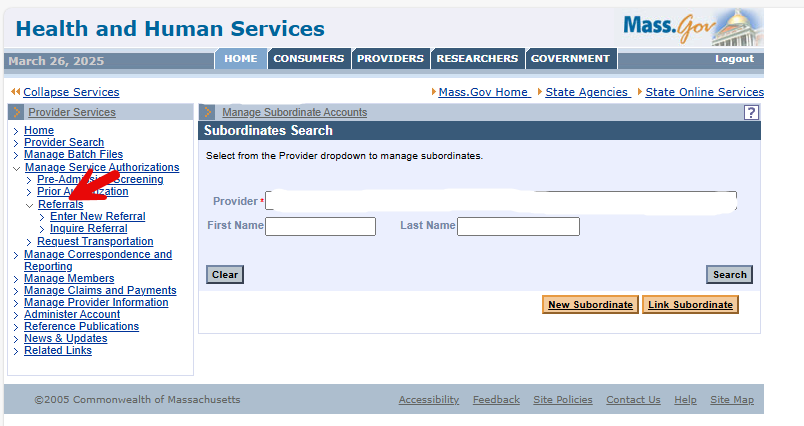 Health and Human Services
Mass.Gov
March 26, 2025
HOME CONSUMERS PROVIDERS RESEARCHERS GOVERNMENT Logout
Collapse Services
Mass.Gov Home State Agencies State Online Services
Provider Services
Home
Provider Search
Manage Batch Files
Manage Service Authorizations
Pre-Admission Screening
Prior Authorization
Referrals
Enter New Referral
Inquire Referral
Request Transportation
Manage Correspondence and
Reporting
Manage Members
Manage Claims and Payments
Manage Provider Information
Administer Account
Reference Publications
News & Updates
Related Links
Manage Subordinate Accounts ?
Subordinates Search
Select from the Provider dropdown to manage subordinates.
Provider *
First Name Last Name
Clear Search
New Subordinate Link Subordinate
©2005 Commonwealth of Massachusetts
Accessibility Feedback Site Policies Contact Us Help Site Map